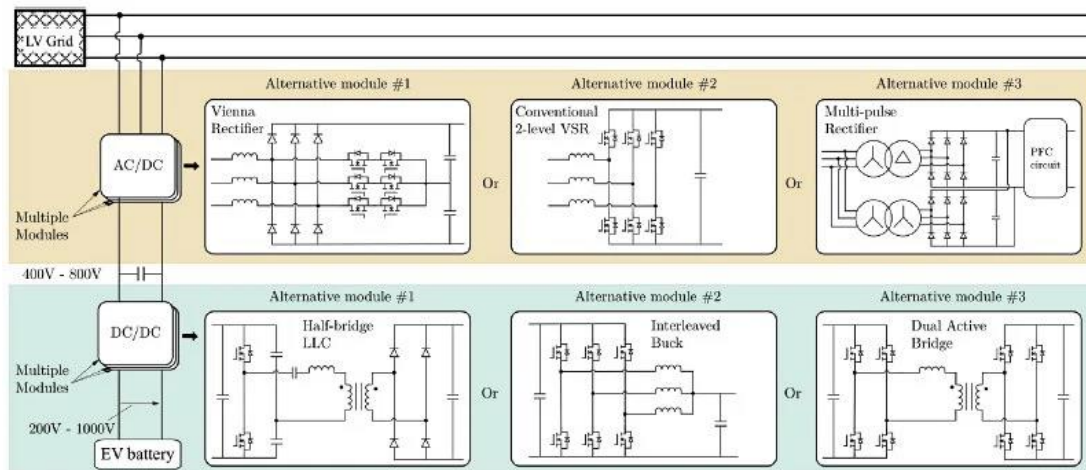 LV Grid
Alternative module #1
Alternative module #2
Alternative module #3
Vienna
Rectifier
Conventional
2-level VSR
Multi-pulse
Rectifier
AC/DC
PFC
circuit
Or
Or
Multiple
Modules
400V - 800V
Alternative module #1
Alternative module #2
Alternative module #3
Half-bridge
LLC
Interleaved
Buck
Dual Active
Bridge
DC/DC
Or
Or
Multiple
Modules
200V - 1000V
EV battery